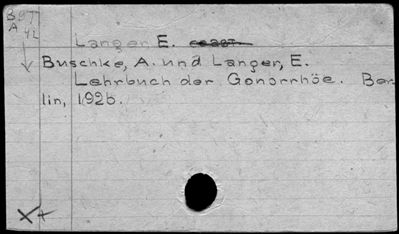 Langer E.
Buschke, A. und Langer, E.
Lehrbuch der Gonorrhöe. Ber
lin, 1926.